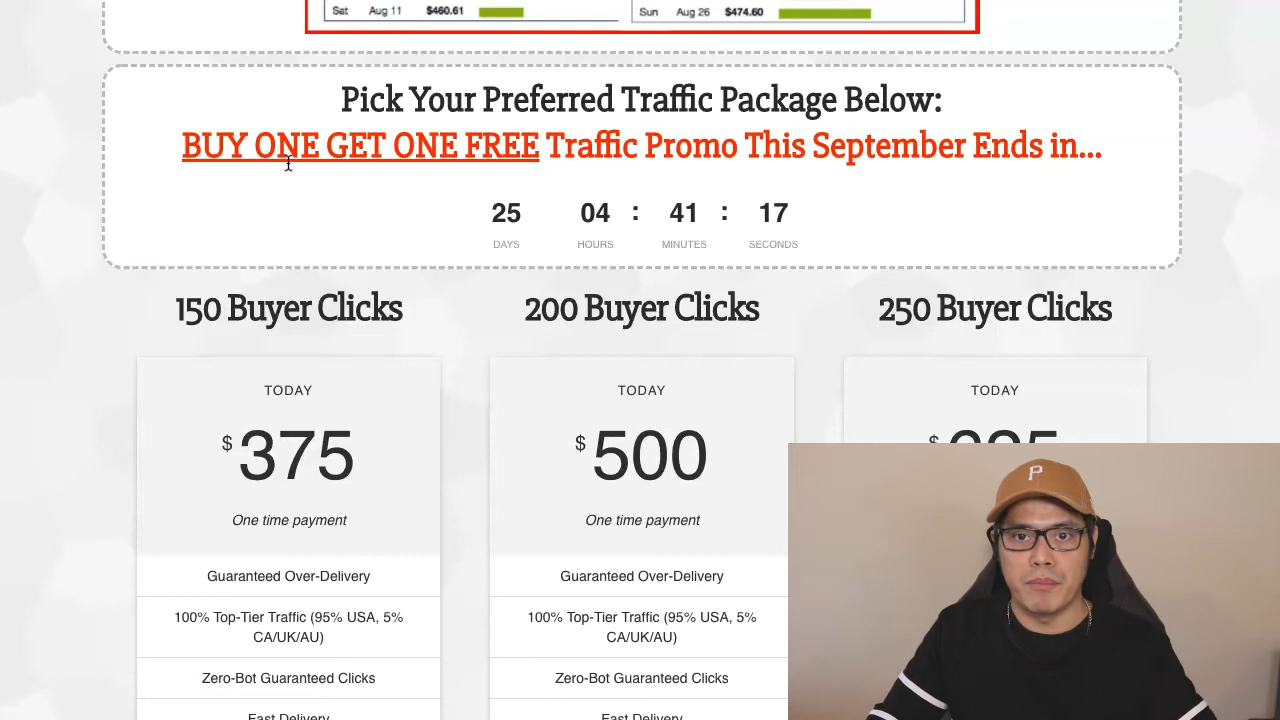 Sat Aug 11 $460.61
Sun Aug 26 $474.60
Pick Your Preferred Traffic Package Below:
BUY ONE GET ONE FREE Traffic Promo This September Ends in...
25 04 : 41 : 17
DAYS HOURS MINUTES SECONDS
150 Buyer Clicks
TODAY
$375
One time payment
Guaranteed Over-Delivery
100% Top-Tier Traffic (95% USA, 5%
CA/UK/AU)
Zero-Bot Guaranteed Clicks
Fast Delivery
200 Buyer Clicks
TODAY
$500
One time payment
Guaranteed Over-Delivery
100% Top-Tier Traffic (95% USA, 5%
CA/UK/AU)
Zero-Bot Guaranteed Clicks
Fast Delivery
250 Buyer Clicks
TODAY
$
P